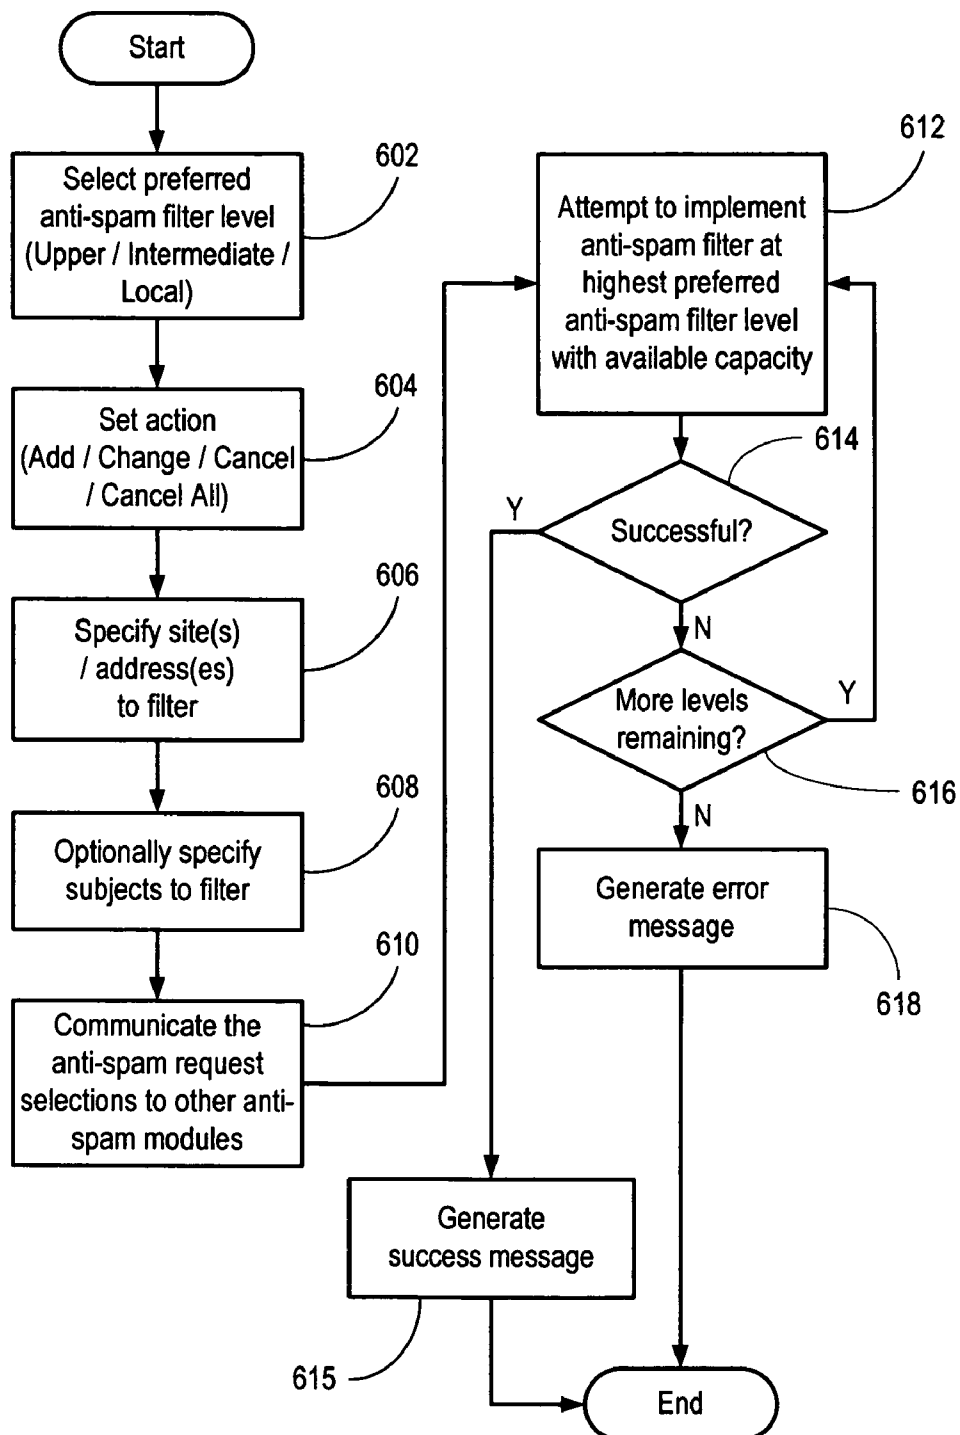 Start
602
Select preferred
anti-spam filter level
(Upper / Intermediate /
Local)
604
Set action
(Add / Change / Cancel
/ Cancel All)
606
Specify site(s)
/ address(es)
to filter
608
Optionally specify
subjects to filter
610
Communicate the
anti-spam request
selections to other anti-
spam modules
612
Attempt to implement
anti-spam filter at
highest preferred
anti-spam filter level
with available capacity
614
Successful?
Y
N
More levels
remaining?
Y
616
N
Generate error
message
618
Generate
success message
615
End